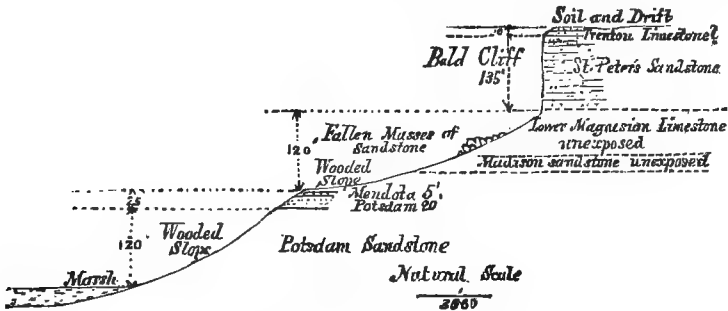 Soil and Drift
Trenton Limestone?
Bald Cliff
135'
St. Peter's Sandstone
Fallen Masses of
Sandstone
Lower Magnesian Limestone
unexposed
120
Madison sandstone unexposed
Wooded
Slope
Mendota 5'.
Potsdam 20
25
Wooded
Slope
120
Potsdam Sandstone
Marsh
Natural Scale
3960